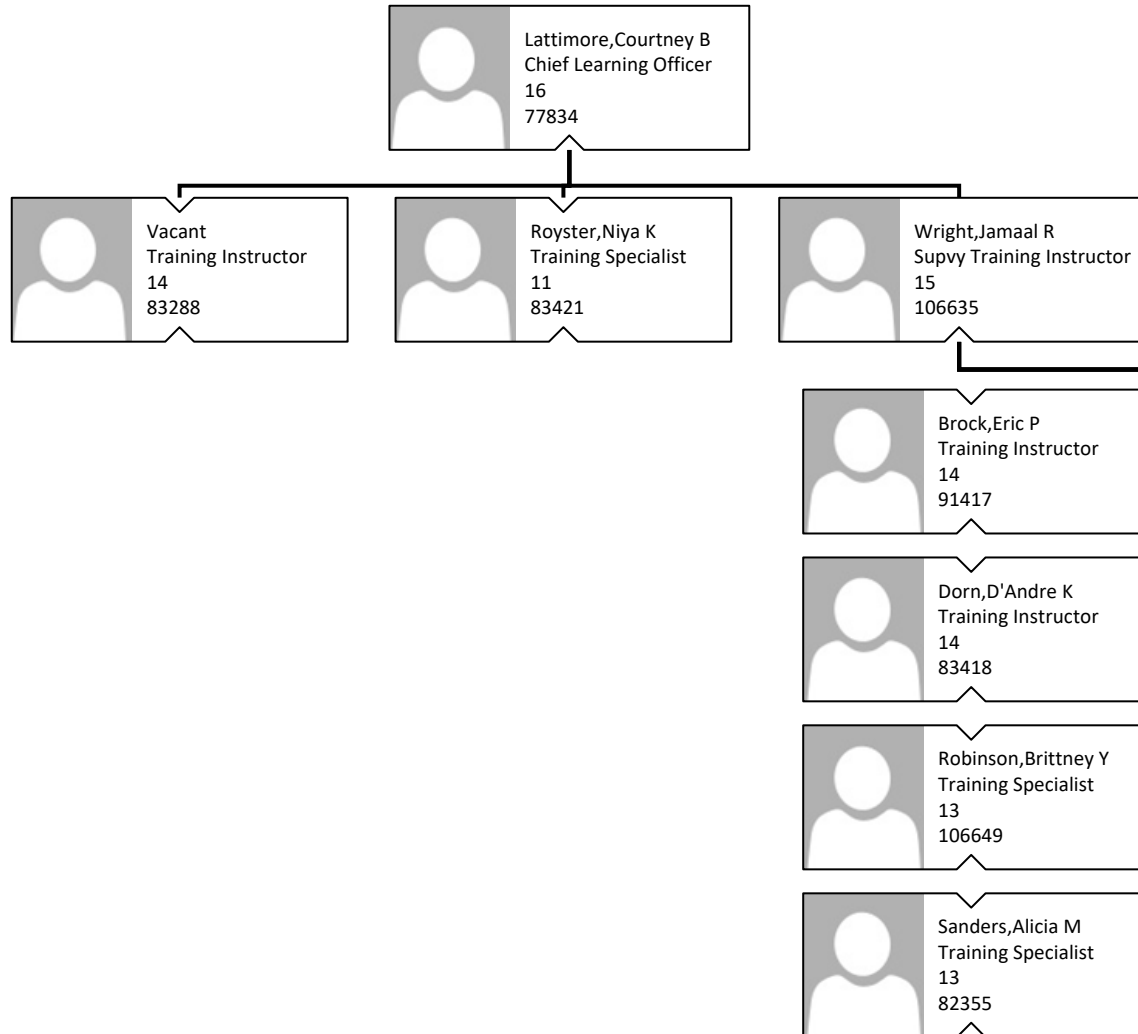 Lattimore,Courtney B
Chief Learning Officer
16
77834
Vacant
Training Instructor
14
83288
Royster,Niya K
Training Specialist
11
83421
Wright,Jamaal R
Supvy Training Instructor
15
106635
Brock,Eric P
Training Instructor
14
91417
Dorn,D'Andre K
Training Instructor
14
83418
Robinson,Brittney Y
Training Specialist
13
106649
Sanders,Alicia M
Training Specialist
13
82355